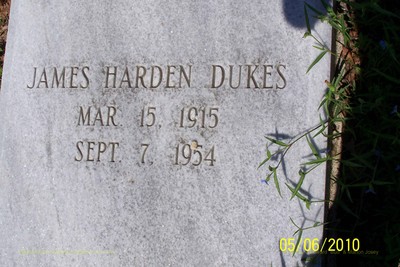 JAMES HARDEN DUKES
MAR. 15, 1915
SEPT. 7, 1954
05/06/2010